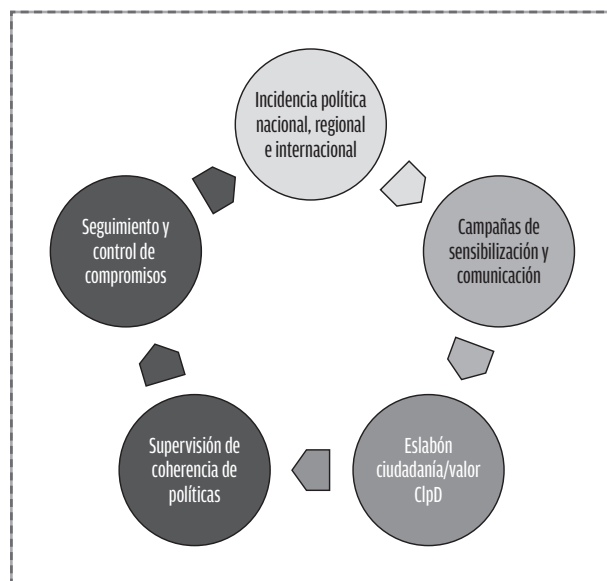 Incidencia política
nacional, regional
e internacional
Campañas de
sensibilización y
comunicación
Eslabón
ciudadanía/valor
CIpD
Supervisión de
coherencia de
políticas
Seguimiento y
control de
compromisos